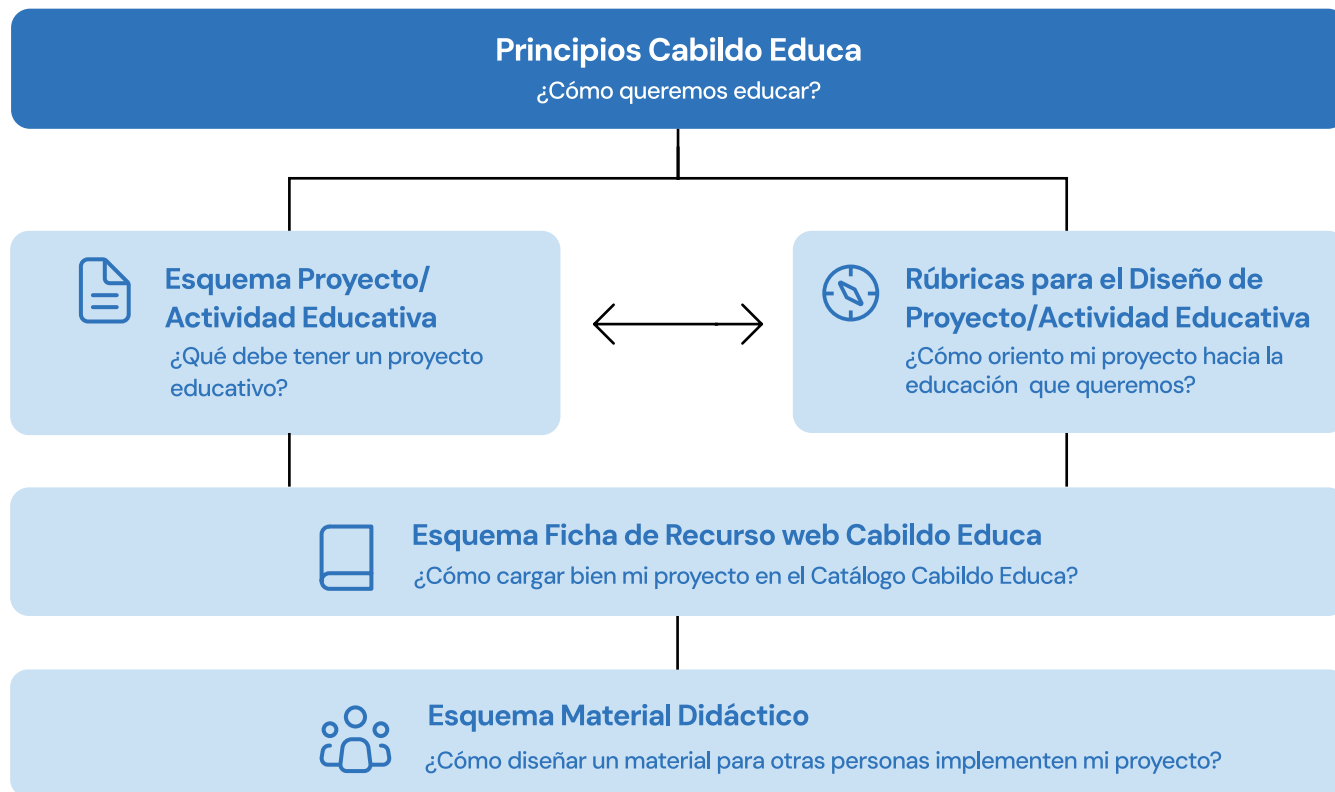 Principios Cabildo Educa
¿Cómo queremos educar?
Esquema Proyecto/
Actividad Educativa
¿Qué debe tener un proyecto
educativo?
Rúbricas para el Diseño de
Proyecto/Actividad Educativa
¿Cómo oriento mi proyecto hacia la
educación que queremos?
Esquema Ficha de Recurso web Cabildo Educa
¿Cómo cargar bien mi proyecto en el Catálogo Cabildo Educa?
Esquema Material Didáctico
¿Cómo diseñar un material para otras personas implementen mi proyecto?